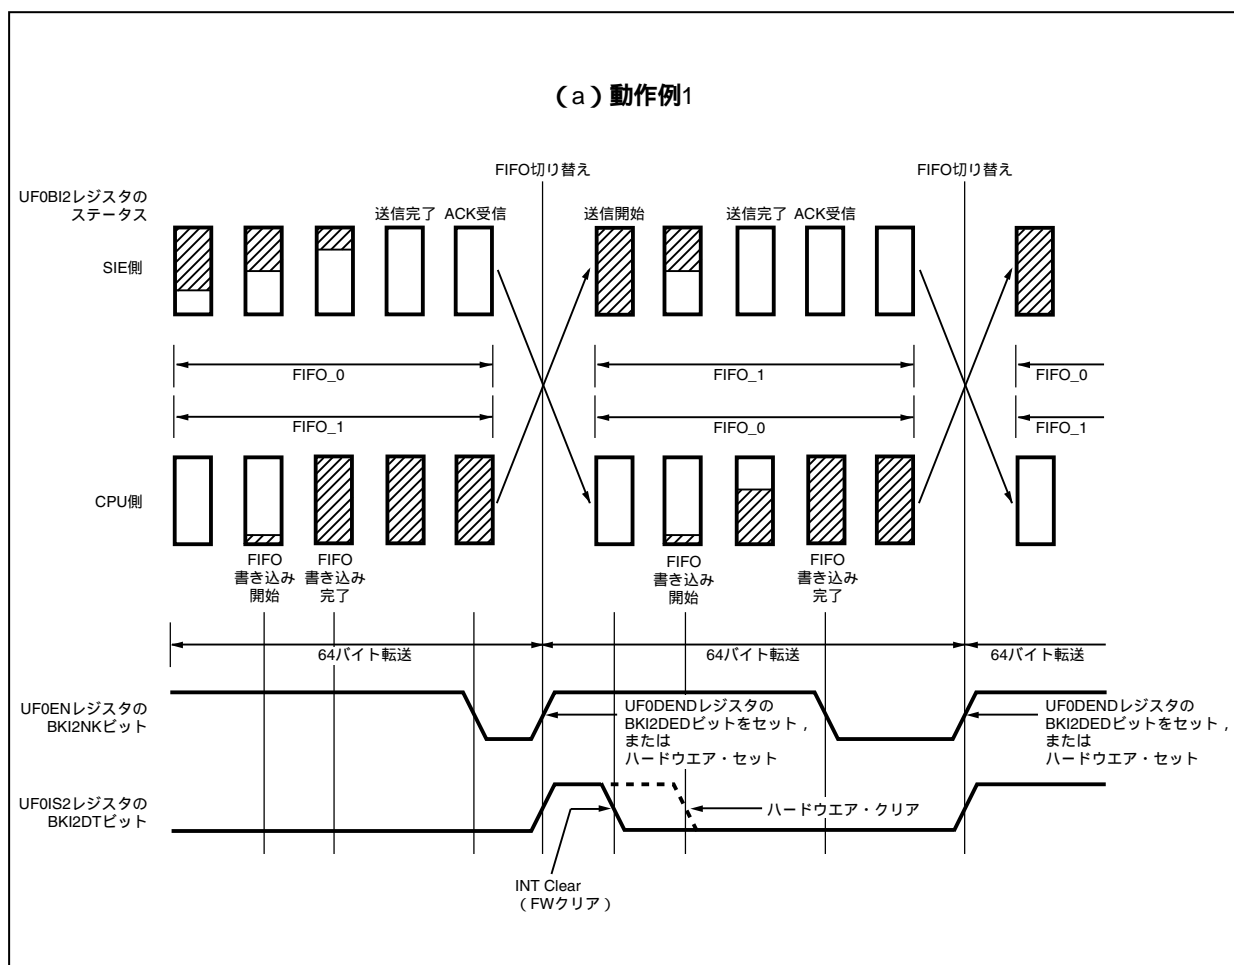 (a)動作例1
FIFO切り替え
FIFO切り替え
UF0BI2レジスタの
ステータス
送信完了
ACK受信
送信開始
送信完了
ACK受信
SIE側
FIFO_0
FIFO_1
FIFO_0
FIFO_1
FIFO_0
FIFO_1
CPU側
FIFO
書き込み
開始
FIFO
書き込み
完了
FIFO
書き込み
開始
FIFO
書き込み
完了
64バイト転送
64バイト転送
64バイト転送
UF0ENレジスタの
BKI2NKビット
UF0DENDレジスタの
BKI2DEDビットをセット,
または
ハードウエア・セット
UF0DENDレジスタの
BKI2DEDビットをセット,
または
ハードウエア・セット
UF0IS2レジスタの
BKI2DTビット
ハードウエア・クリア
INT Clear
(FWクリア)